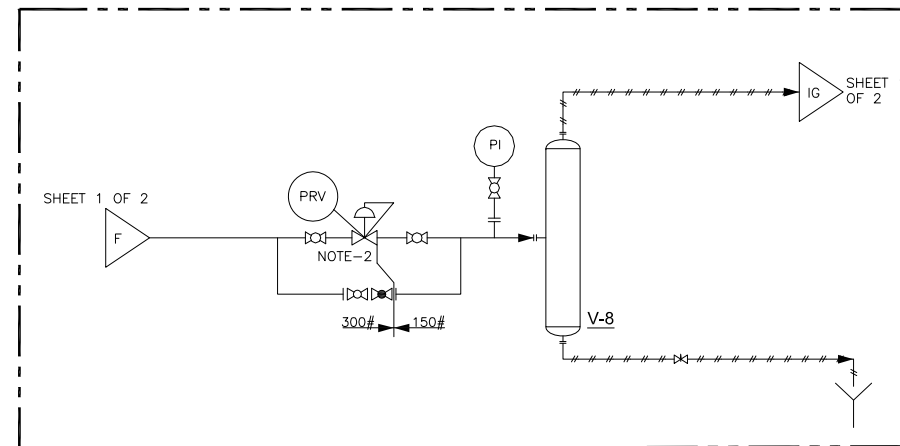 IG
SHEET
OF 2
PI
PRV
SHEET 1 OF 2
F
NOTE-2
300# 150#
V-8